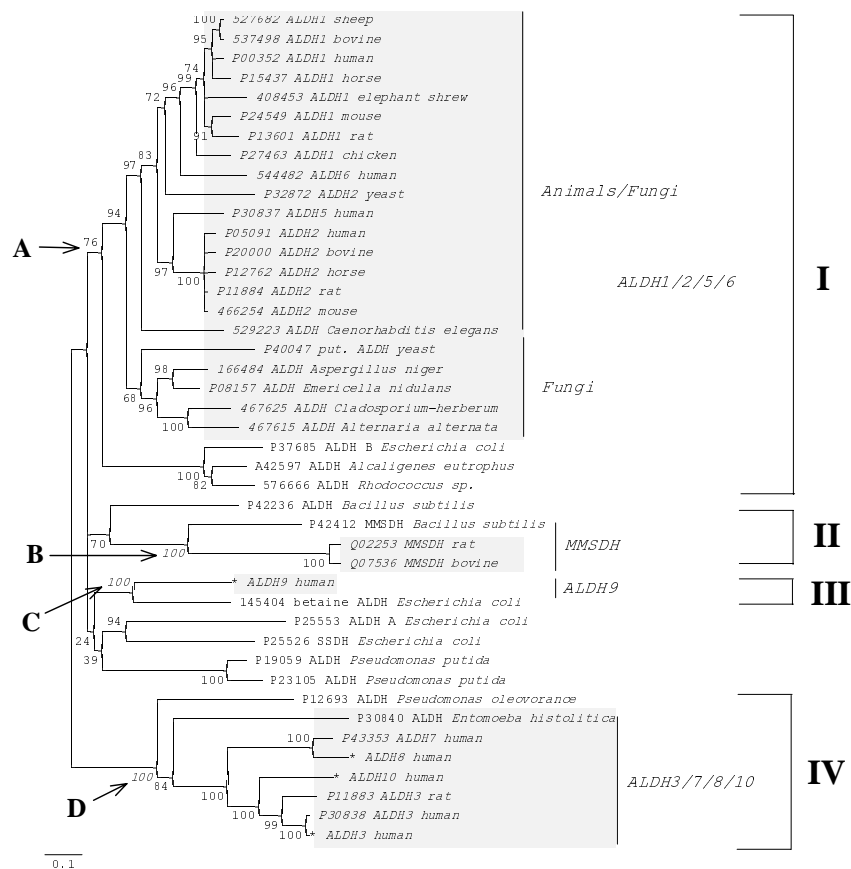 100 527682 ALDH1 sheep
95 537498 ALDH1 bovine
P00352 ALDH1 human
74 P15437 ALDH1 horse
99
96
72 408453 ALDH1 elephant shrew
P24549 ALDH1 mouse
91 P13601 ALDH1 rat
83 P27463 ALDH1 chicken
97 544482 ALDH6 human
P32872 ALDH2 yeast
Animals/Fungi
94 P30837 ALDH5 human
P05091 ALDH2 human
A 76 P20000 ALDH2 bovine
97 P12762 ALDH2 horse
100
ALDH1/2/5/6
I
P11884 ALDH2 rat
466254 ALDH2 mouse
529223 ALDH Caenorhabditis elegans
P40047 put. ALDH yeast
98 166484 ALDH Aspergillus niger
68 P08157 ALDH Emericella nidulans
Fungi
96 467625 ALDH Cladosporium-herberum
100 467615 ALDH Alternaria alternata
P37685 ALDH B Escherichia coli
A42597 ALDH Alcaligenes eutrophus
100
82 576666 ALDH Rhodococcus sp.
P42236 ALDH Bacillus subtilis
P42412 MMSDH Bacillus subtilis
70 Q02253 MMSDH rat
MMSDH
II
B 100
100 Q07536 MMSDH bovine
100 * ALDH9 human
ALDH9
III
C 145404 betaine ALDH Escherichia coli
94 P25553 ALDH A Escherichia coli
24 P25526 SSDH Escherichia coli
39 P19059 ALDH Pseudomonas putida
100 P23105 ALDH Pseudomonas putida
P12693 ALDH Pseudomonas oleovorance
P30840 ALDH Entomoeba histolitica
100 P43353 ALDH7 human
* ALDH8 human
100 * ALDH10 human
84
ALDH3/7/8/10
IV
100 P11883 ALDH3 rat
D 100 P30838 ALDH3 human
99
100 * ALDH3 human
0.1